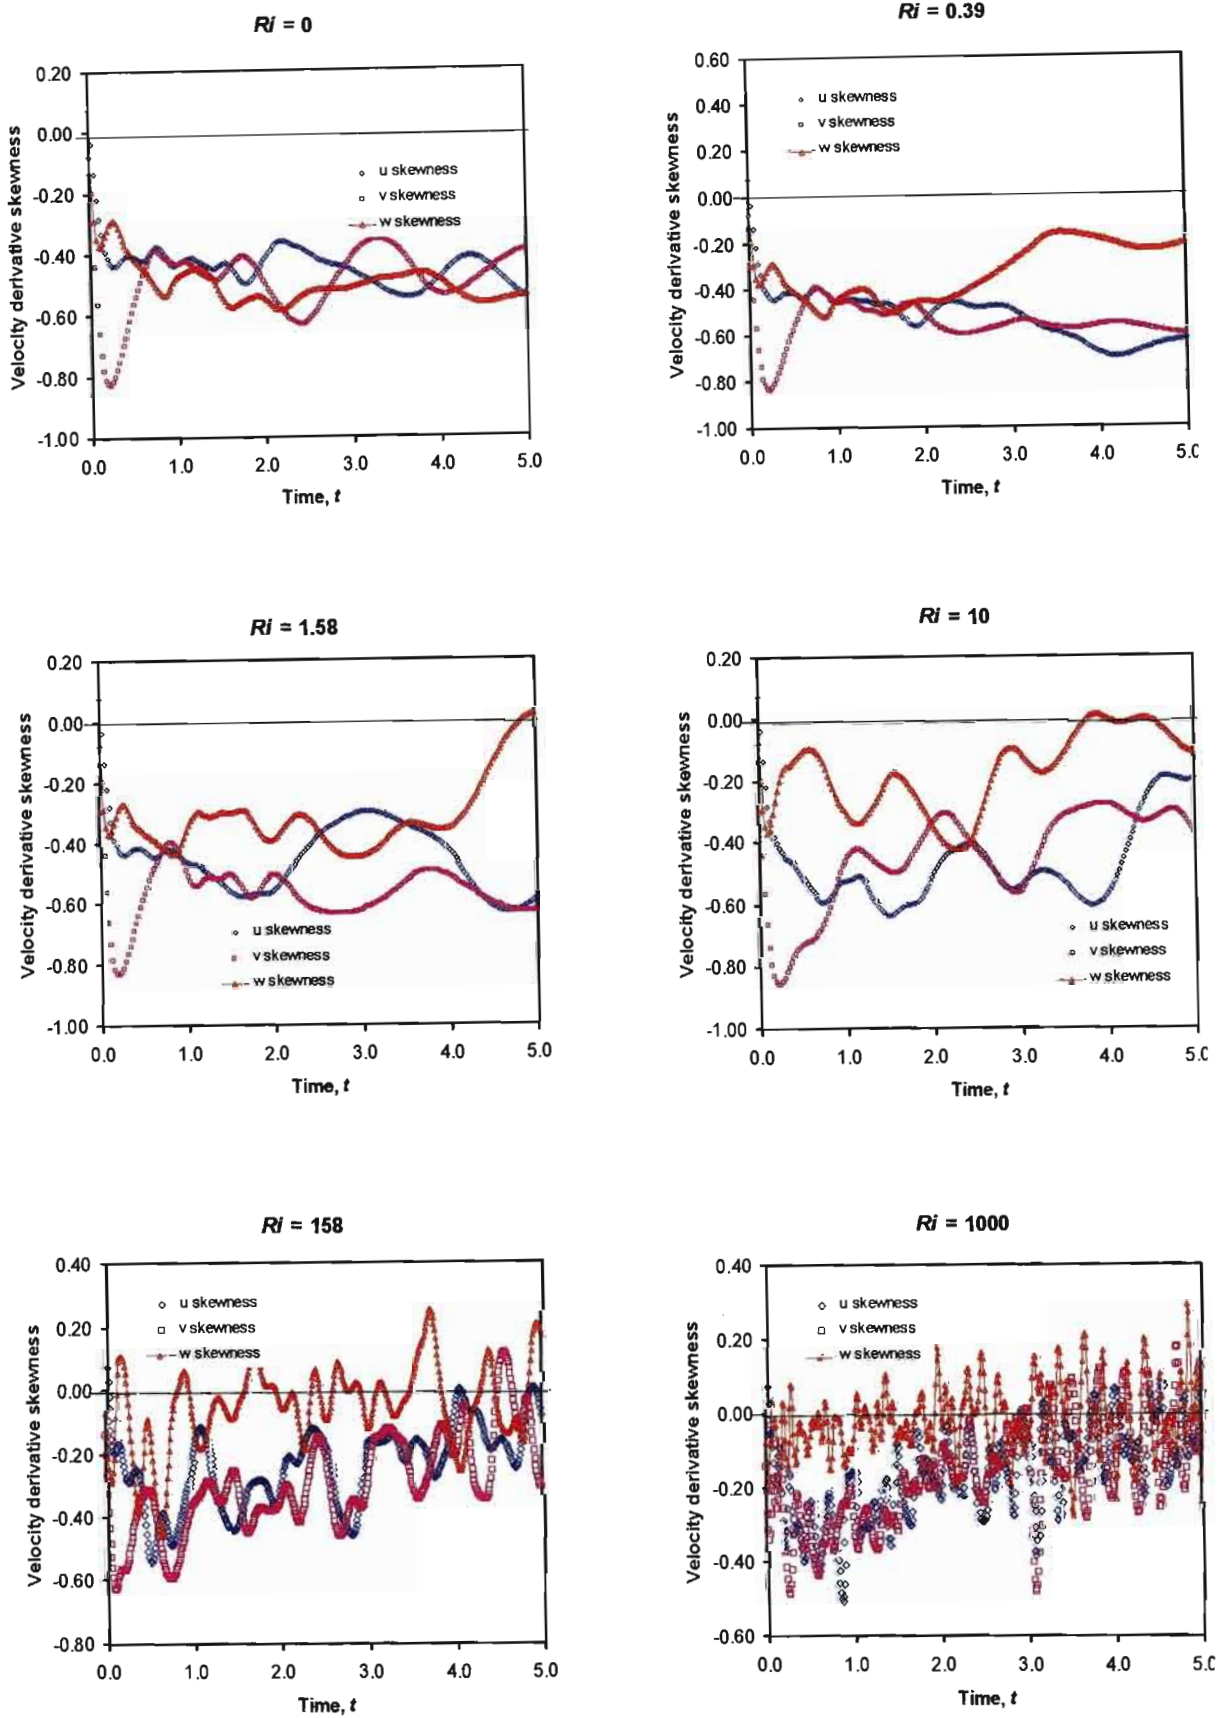 Ri = 0
0.20
0.00
-0.20
-0.40
-0.60
-0.80
-1.00
Velocity derivative skewness
u skewness
v skewness
w skewness
0.0 1.0 2.0 3.0 4.0 5.0
Time, t
Ri = 0.39
0.60
0.40
0.20
0.00
-0.20
-0.40
-0.60
-0.80
-1.00
Velocity derivative skewness
u skewness
v skewness
w skewness
0.0 1.0 2.0 3.0 4.0 5.0
Time, t
Ri = 1.58
0.20
0.00
-0.20
-0.40
-0.60
-0.80
-1.00
Velocity derivative skewness
u skewness
v skewness
w skewness
0.0 1.0 2.0 3.0 4.0 5.0
Time, t
Ri = 10
0.20
0.00
-0.20
-0.40
-0.60
-0.80
-1.00
Velocity derivative skewness
u skewness
v skewness
w skewness
0.0 1.0 2.0 3.0 4.0 5.0
Time, t
Ri = 158
0.40
0.20
0.00
-0.20
-0.40
-0.60
-0.80
Velocity derivative skewness
u skewness
v skewness
w skewness
0.0 1.0 2.0 3.0 4.0 5.0
Time, t
Ri = 1000
0.40
0.20
0.00
-0.20
-0.40
-0.60
Velocity derivative skewness
u skewness
v skewness
w skewness
0.0 1.0 2.0 3.0 4.0 5.0
Time, t